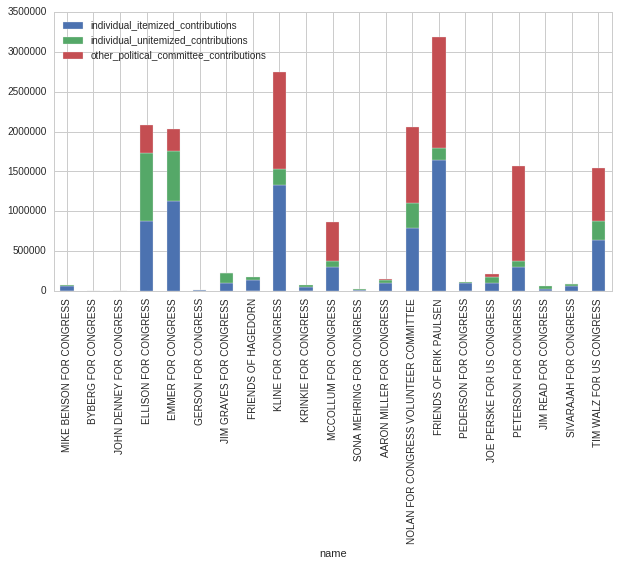 3500000
3000000
2500000
2000000
1500000
1000000
500000
0
individual_itemized_contributions
individual_unitemized_contributions
other_political_committee_contributions
MIKE BENSON FOR CONGRESS
BYBERG FOR CONGRESS
JOHN DENNEY FOR CONGRESS
ELLISON FOR CONGRESS
EMMER FOR CONGRESS
GERSON FOR CONGRESS
JIM GRAVES FOR CONGRESS
FRIENDS OF HAGEDORN
KLINE FOR CONGRESS
KRINKIE FOR CONGRESS
MCCOLLUM FOR CONGRESS
SONA MEHRING FOR CONGRESS
AARON MILLER FOR CONGRESS
NOLAN FOR CONGRESS VOLUNTEER COMMITTEE
FRIENDS OF ERIK PAULSEN
PEDERSON FOR CONGRESS
JOE PERSKE FOR US CONGRESS
PETERSON FOR CONGRESS
JIM READ FOR CONGRESS
SIVARAJAH FOR CONGRESS
TIM WALZ FOR US CONGRESS
name